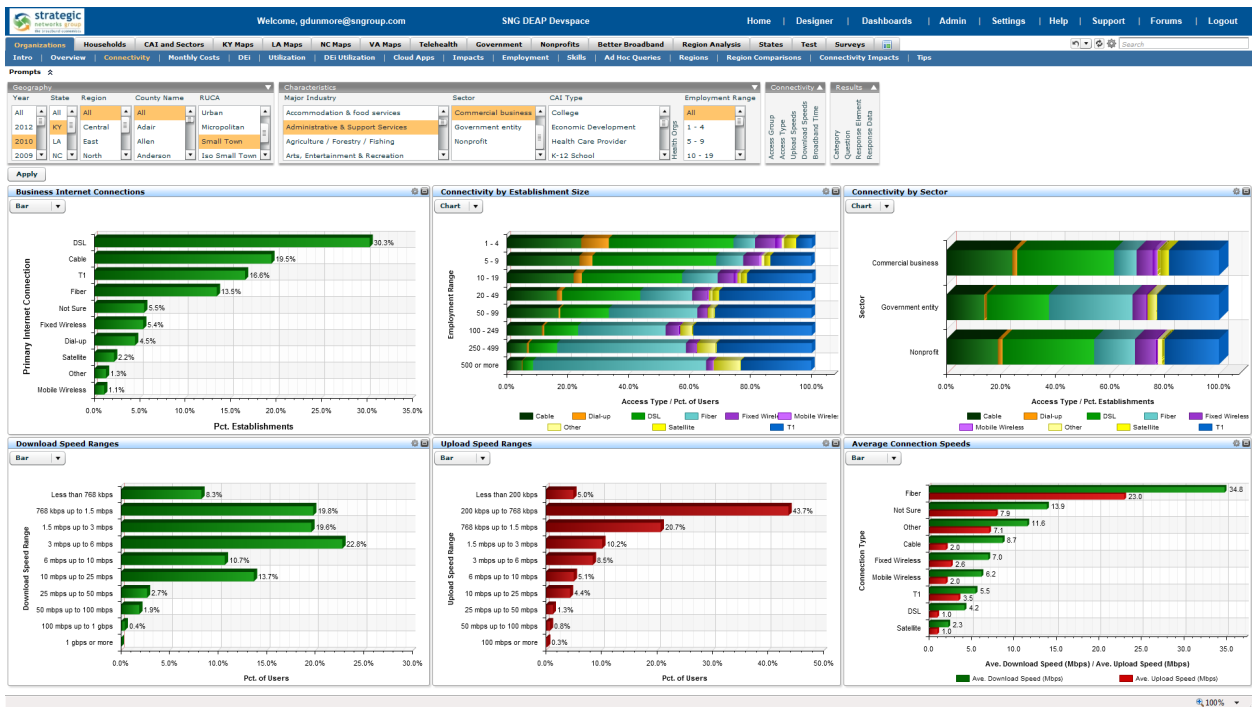 strategic
networks group
Welcome, gdunmore@sngroup.com
SNG DEAP Devspace
Home | Designer | Dashboards | Admin | Settings | Help | Support | Forums | Logout
Organizations Households CAI and Sectors KY Maps LA Maps NC Maps VA Maps Telehealth Government Nonprofits Better Broadband Region Analysis States Test Surveys Search
Intro | Overview | Connectivity | Monthly Costs | DEi | Utilization | DEi Utilization | Cloud Apps | Impacts | Employment | Skills | Ad Hoc Queries | Regions | Region Comparisons | Connectivity Impacts | Tips
Prompts
Geography Characteristics Connectivity Results
Year State Region County Name RUCA Major Industry Sector CAI Type Employment Range
All All All All Urban Accommodation & food services Commercial business College All
2012 KY Central Adair Micropolitan Administrative & Support Services Government entity Economic Development 1 - 4
2010 LA East Allen Small Town Agriculture / Forestry / Fishing Nonprofit Health Care Provider 5 - 9
2009 NC North Anderson Iso Small Town Arts, Entertainment & Recreation K-12 School 10 - 19
Health Orgs
Access Group
Access Type
Upload Speeds
Download Speeds
Broadband Time
Category
Question
Response Element
Response Data
Apply
Business Internet Connections
Bar
Primary Internet Connection
DSL 30.3%
Cable 19.5%
T1 16.6%
Fiber 13.5%
Not Sure 5.5%
Fixed Wireless 5.4%
Dial-up 4.5%
Satellite 2.2%
Other 1.3%
Mobile Wireless 1.1%
0.0% 5.0% 10.0% 15.0% 20.0% 25.0% 30.0% 35.0%
Pct. Establishments
Connectivity by Establishment Size
Chart
Employment Range
1 - 4
5 - 9
10 - 19
20 - 49
50 - 99
100 - 249
250 - 499
500 or more
0.0% 20.0% 40.0% 60.0% 80.0% 100.0%
Access Type / Pct. of Users
Cable Dial-up DSL Fiber Fixed Wirele Mobile Wireles
Other Satellite T1
Connectivity by Sector
Chart
Sector
Commercial business
Government entity
Nonprofit
0.0% 20.0% 40.0% 60.0% 80.0% 100.0%
Access Type / Pct. Establishments
Cable Dial-up DSL Fiber Fixed Wireless
Mobile Wireless Other Satellite T1
Download Speed Ranges
Bar
Download Speed Range
Less than 768 kbps 8.3%
768 kbps up to 1.5 mbps 19.8%
1.5 mbps up to 3 mbps 19.6%
3 mbps up to 6 mbps 22.8%
6 mbps up to 10 mbps 10.7%
10 mbps up to 25 mbps 13.7%
25 mbps up to 50 mbps 2.7%
50 mbps up to 100 mbps 1.9%
100 mbps up to 1 gbps 0.4%
1 gbps or more
0.0% 5.0% 10.0% 15.0% 20.0% 25.0% 30.0%
Pct. of Users
Upload Speed Ranges
Bar
Upload Speed Range
Less than 200 kbps 5.0%
200 kbps up to 768 kbps 43.7%
768 kbps up to 1.5 mbps 20.7%
1.5 mbps up to 3 mbps 10.2%
3 mbps up to 6 mbps 8.5%
6 mbps up to 10 mbps 5.1%
10 mbps up to 25 mbps 4.4%
25 mbps up to 50 mbps 1.3%
50 mbps up to 100 mbps 0.8%
100 mbps or more 0.3%
0.0% 10.0% 20.0% 30.0% 40.0% 50.0%
Pct. of Users
Average Connection Speeds
Bar
Connection Type
Fiber 34.8 23.0
Not Sure 13.9 7.9
Other 11.6 7.1
Cable 8.7 2.0
Fixed Wireless 7.0 2.6
Mobile Wireless 6.2 2.0
T1 5.5 3.5
DSL 4.2 1.0
Satellite 2.3 1.0
0.0 5.0 10.0 15.0 20.0 25.0 30.0 35.0
Ave. Download Speed (Mbps) / Ave. Upload Speed (Mbps)
Ave. Download Speed (Mbps) Ave. Upload Speed (Mbps)
100%